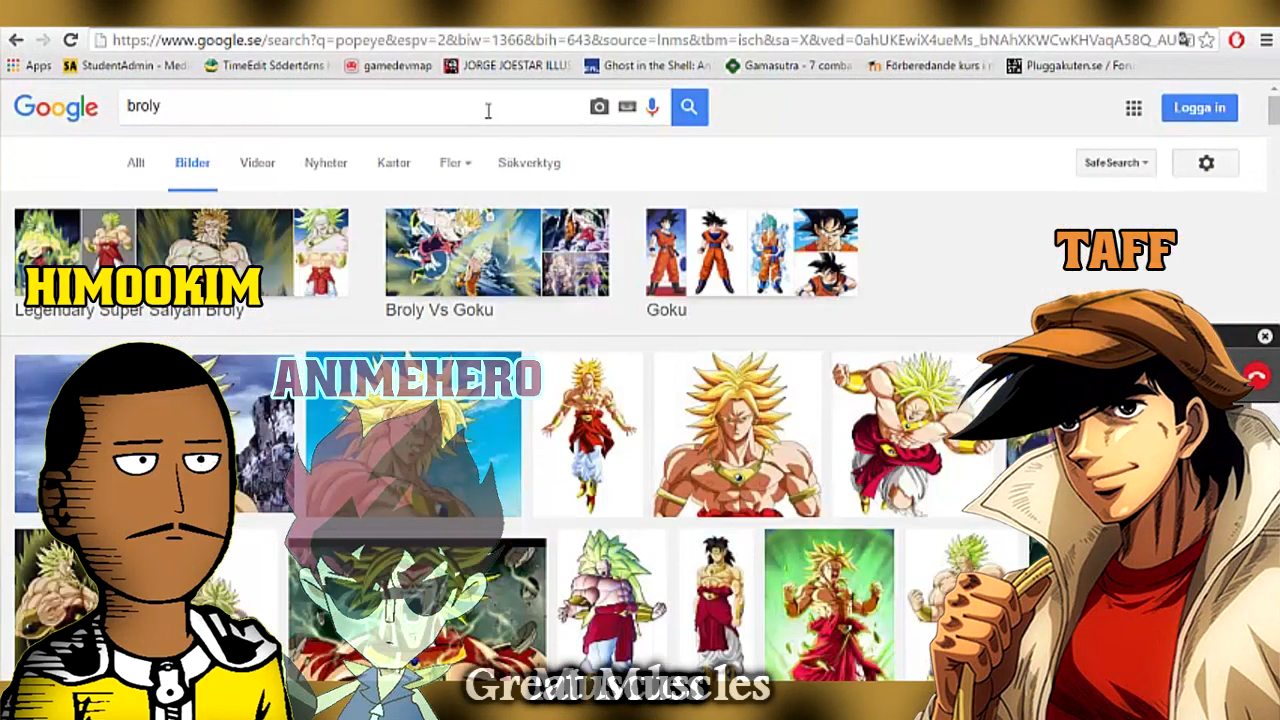 https://www.google.se/search?q=popeye&espv=2&biw=1366&bih=643&source=lnms&tbm=isch&sa=X&ved=0ahUKEwiX4ueMs_bNAhXKWCwKHVaqA58Q_AU
Apps StudentAdmin - Med TimeEdit Södertörns gamedevmap JORGE JOESTAR ILLUS Ghost in the Shell: An Gamasutra - 7 comba Förberedande kurs i Pluggakuten.se / Foru
Google broly Logga in
Allt Bilder Videor Nyheter Kartor Fler Sökverktyg SafeSearch
TAFF
HIMOOKIM
Legendary Super Saiyan Broly Broly Vs Goku Goku
ANIMEHERO
Great Muscles